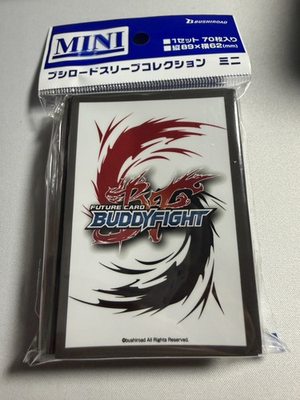 BUSHIROAD
MINI
■1セット 70枚入り
■縦89×横62(mm)
ブシロードスリーブコレクション ミニ
FUTURE CARD
BUDDYFIGHT
©bushiroad All Rights Reserved.